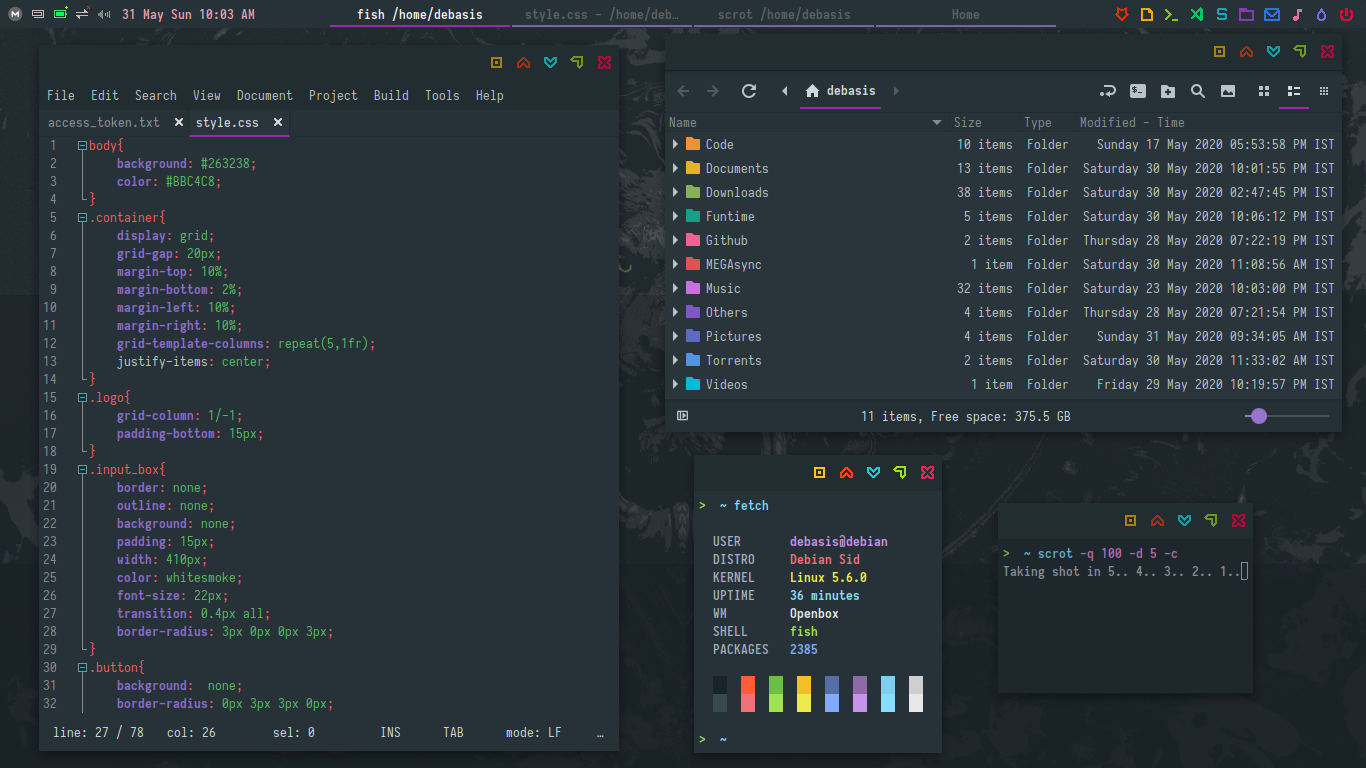 31 May Sun 10:03 AM
fish /home/debasis
style.css - /home/deb…
scrot /home/debasis
Home
File Edit Search View Document Project Build Tools Help
access_token.txt style.css
1 body{
2 background: #263238;
3 color: #BBC4C8;
4 }
5 .container{
6 display: grid;
7 grid-gap: 20px;
8 margin-top: 10%;
9 margin-bottom: 2%;
10 margin-left: 10%;
11 margin-right: 10%;
12 grid-template-columns: repeat(5,1fr);
13 justify-items: center;
14 }
15 .logo{
16 grid-column: 1/-1;
17 padding-bottom: 15px;
18 }
19 .input_box{
20 border: none;
21 outline: none;
22 background: none;
23 padding: 15px;
24 width: 410px;
25 color: whitesmoke;
26 font-size: 22px;
27 transition: 0.4px all;
28 border-radius: 3px 0px 0px 3px;
29 }
30 .button{
31 background:  none;
32 border-radius: 0px 3px 3px 0px;
line: 27 / 78 col: 26 sel: 0 INS TAB mode: LF …
debasis
Name Size Type Modified - Time
Code 10 items Folder Sunday 17 May 2020 05:53:58 PM IST
Documents 13 items Folder Saturday 30 May 2020 10:01:55 PM IST
Downloads 38 items Folder Saturday 30 May 2020 02:47:45 PM IST
Funtime 5 items Folder Saturday 30 May 2020 10:06:12 PM IST
Github 2 items Folder Thursday 28 May 2020 07:22:19 PM IST
MEGAsync 1 item Folder Saturday 30 May 2020 11:08:56 AM IST
Music 32 items Folder Saturday 23 May 2020 10:03:00 PM IST
Others 4 items Folder Thursday 28 May 2020 07:21:54 PM IST
Pictures 4 items Folder Sunday 31 May 2020 09:34:05 AM IST
Torrents 2 items Folder Saturday 30 May 2020 11:33:02 AM IST
Videos 1 item Folder Friday 29 May 2020 10:19:57 PM IST
11 items, Free space: 375.5 GB
> ~ fetch
USER debasis@debian
DISTRO Debian Sid
KERNEL Linux 5.6.0
UPTIME 36 minutes
WM Openbox
SHELL fish
PACKAGES 2385
> ~
> ~ scrot -q 100 -d 5 -c
Taking shot in 5.. 4.. 3.. 2.. 1..